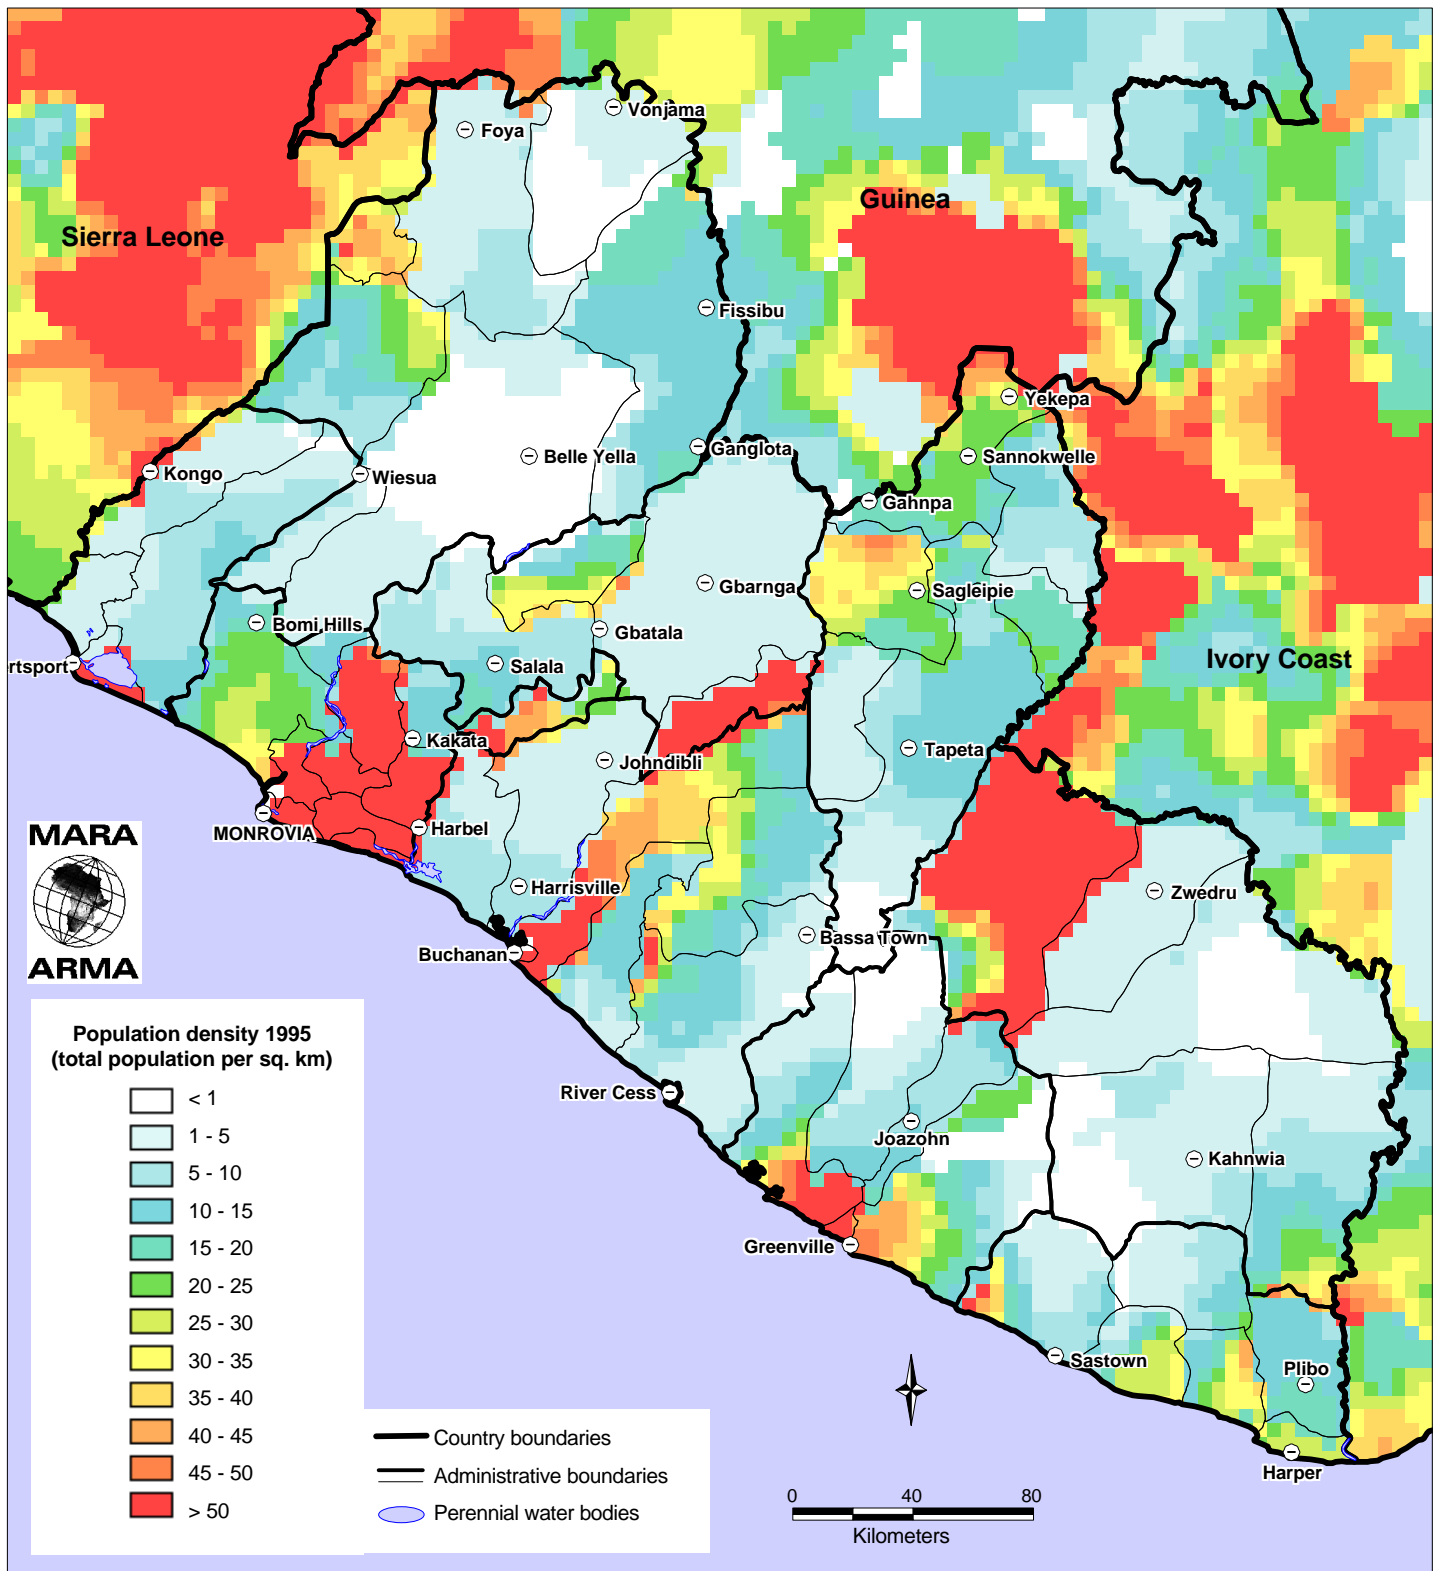 Vonjama
Foya
Guinea
Sierra Leone
Fissibu
Yekepa
Ganglota
Belle Yella
Sannokwelle
Kongo
Wiesua
Gahnpa
Gbarnga
Sagleipie
Bomi Hills
Gbatala
Ivory Coast
ertsport
Salala
Kakata
Tapeta
Johndibli
MONROVIA
Harbel
MARA
ARMA
Harrisville
Zwedru
Bassa Town
Buchanan
River Cess
Joazohn
Kahnwia
Greenville
Sastown
Plibo
Harper
Population density 1995
(total population per sq. km)
< 1
1 - 5
5 - 10
10 - 15
15 - 20
20 - 25
25 - 30
30 - 35
35 - 40
40 - 45
45 - 50
> 50
Country boundaries
Administrative boundaries
Perennial water bodies
0 40 80
Kilometers